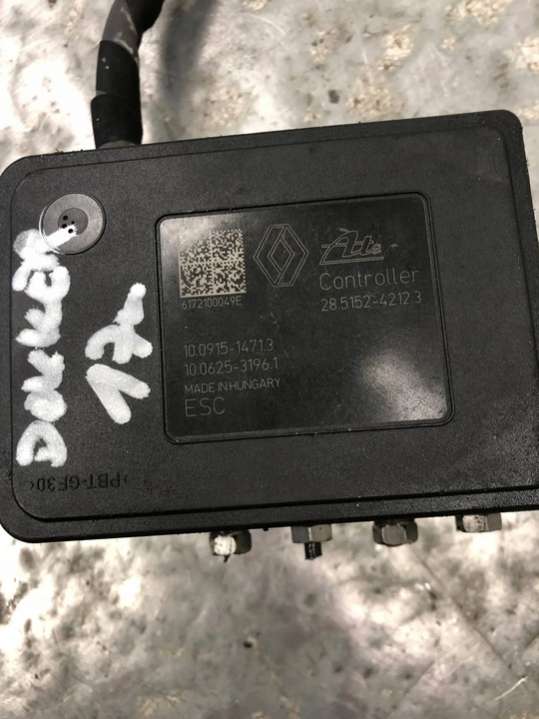 Ate
6172100049E
Controller
28.5152-4212.3
10.0915-1471.3
10.0625-3196.1
MADE IN HUNGARY
ESC
DOKKER
17-
>PBT-GF30<